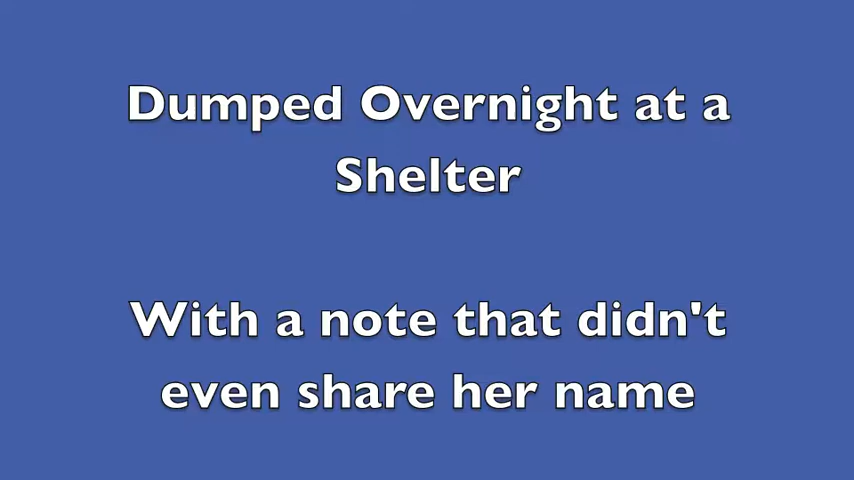 Dumped Overnight at a
Shelter
With a note that didn't
even share her name